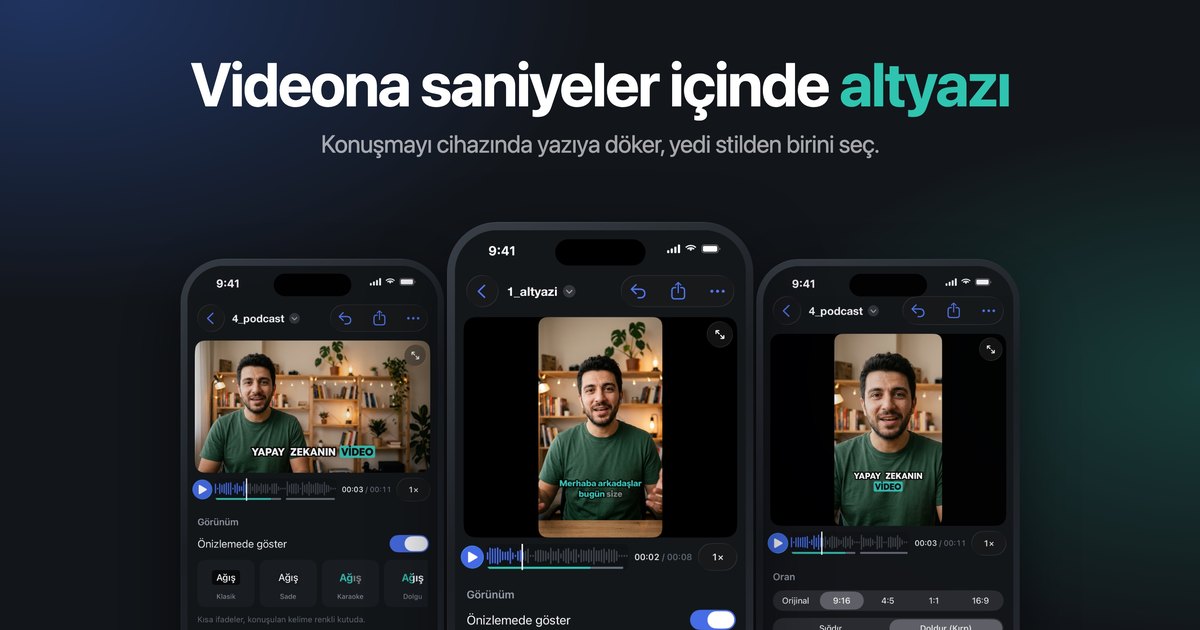 Videona saniyeler içinde altyazı
Konuşmayı cihazında yazıya döker, yedi stilden birini seç.
9:41
4_podcast
YAPAY ZEKANIN VİDEO
00:03 / 00:11
1×
Görünüm
Önizlemede göster
Ağış
Ağış
Ağış
Ağış
Klasik
Sade
Karaoke
Dolgu
Kısa ifadeler, konuşulan kelime renkli kutuda.
9:41
1_altyazi
Merhaba arkadaşlar
bugün size
00:02 / 00:08
1×
Görünüm
Önizlemede göster
9:41
4_podcast
YAPAY ZEKANIN
VİDEO
00:03 / 00:11
1×
Oran
Orijinal
9:16
4:5
1:1
16:9
Sığdır
Doldur (Kırp)